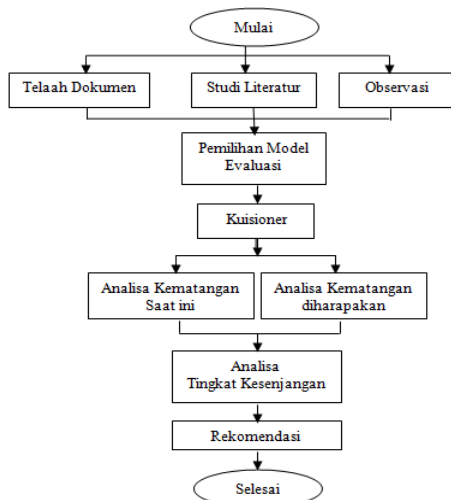 Mulai
Telaah Dokumen
Studi Literatur
Observasi
Pemilihan Model
Evaluasi
Kuisioner
Analisa Kematangan
Saat ini
Analisa Kematangan
diharapakan
Analisa
Tingkat Kesenjangan
Rekomendasi
Selesai